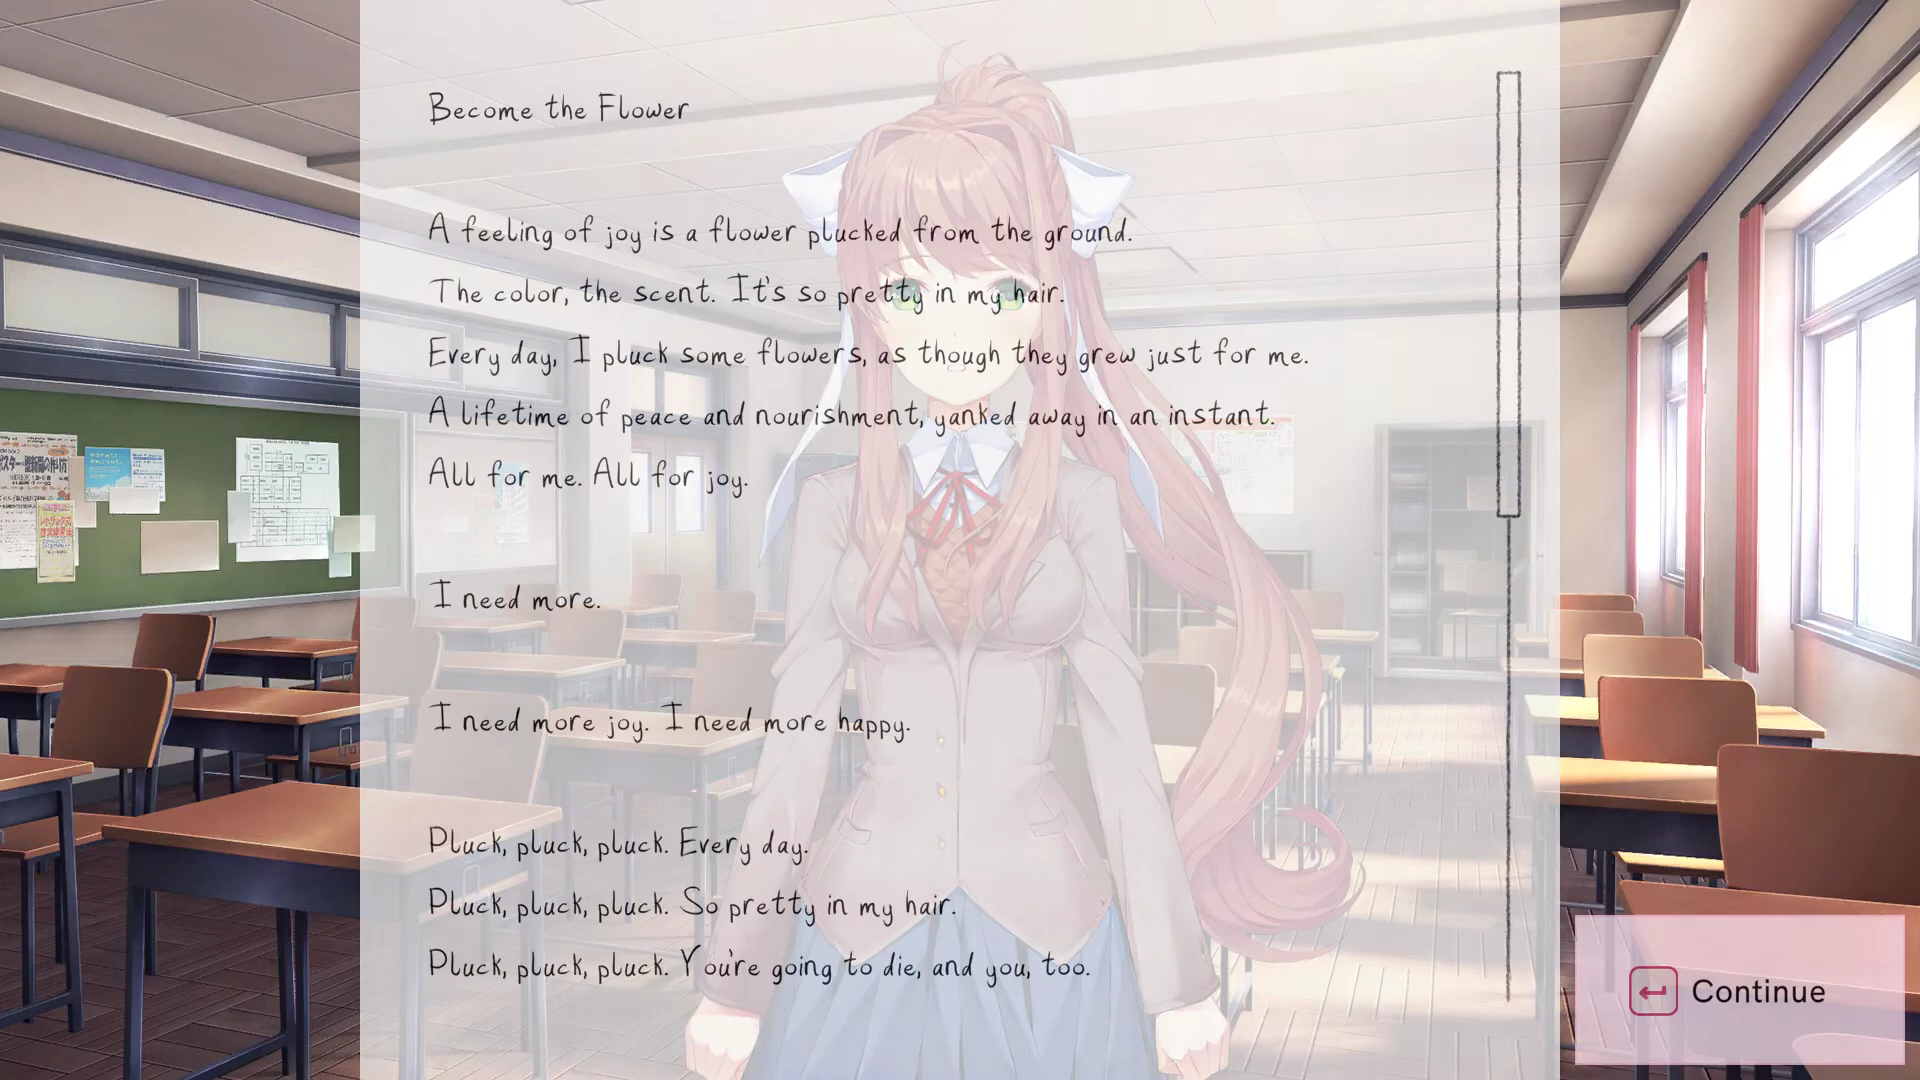 Become the Flower
A feeling of joy is a flower plucked from the ground.
The color, the scent. It's so pretty in my hair.
Every day, I pluck some flowers, as though they grew just for me.
A lifetime of peace and nourishment, yanked away in an instant.
All for me. All for joy.
I need more.
I need more joy. I need more happy.
Pluck, pluck, pluck. Every day.
Pluck, pluck, pluck. So pretty in my hair.
Pluck, pluck, pluck. You're going to die, and you, too.
Continue